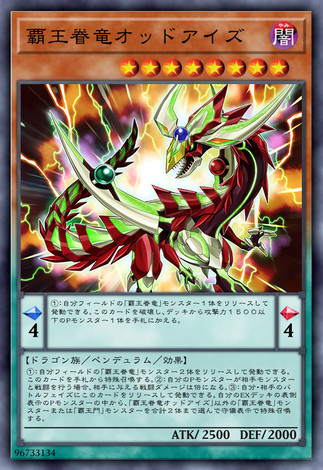 覇王眷竜オッドアイズ
やみ
闇
①:自分フィールドの「覇王眷竜」モンスター1体をリリースして
発動できる。このカードを破壊し、デッキから攻撃力1500以
下のPモンスター1体を手札に加える。
4
4
【ドラゴン族/ペンデュラム/効果】
①:自分フィールドの「覇王眷竜」モンスター2体をリリースして発動できる。
このカードを手札から特殊召喚する。②:自分のPモンスターが相手モンスター
と戦闘を行う場合、相手に与える戦闘ダメージは倍になる。③:自分・相手のバ
トルフェイズにこのカードをリリースして発動できる。自分のEXデッキの表側
表示のPモンスターの中から、「覇王眷竜オッドアイズ」以外の「覇王眷竜」モンス
ターまたは「覇王門」モンスターを合計2体まで選んで守備表示で特殊召喚
する。
ATK/ 2500 DEF/2000
96733134